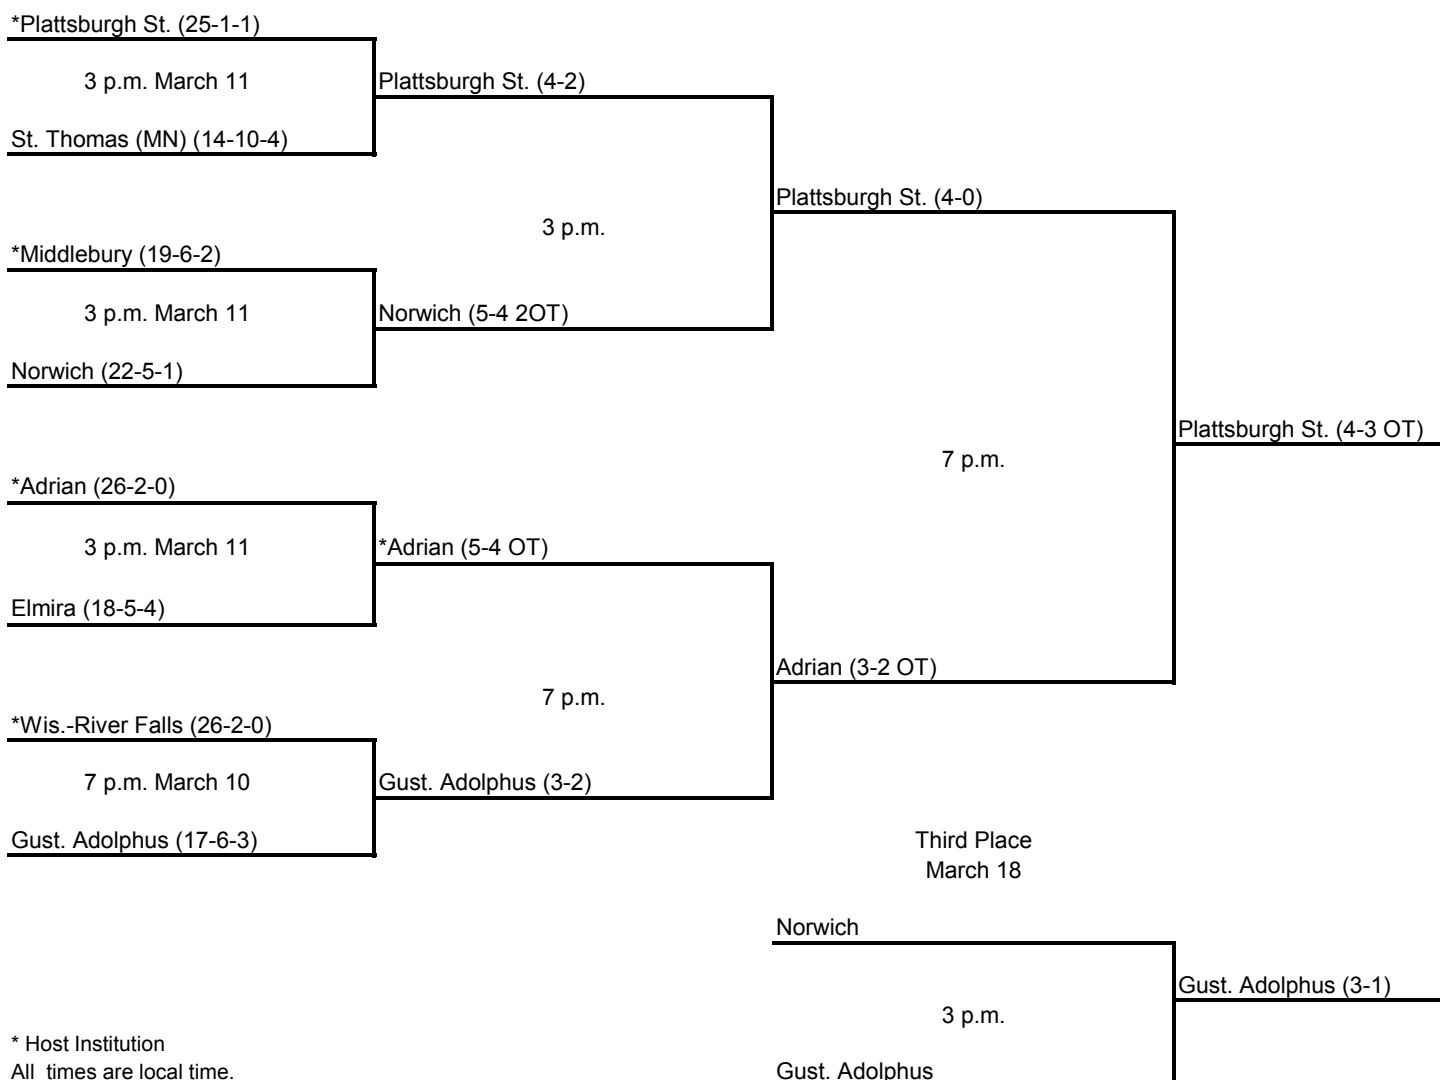 *Plattsburgh St. (25-1-1)
3 p.m. March 11
Plattsburgh St. (4-2)
St. Thomas (MN) (14-10-4)
Plattsburgh St. (4-0)
3 p.m.
*Middlebury (19-6-2)
3 p.m. March 11
Norwich (5-4 2OT)
Norwich (22-5-1)
Plattsburgh St. (4-3 OT)
7 p.m.
*Adrian (26-2-0)
3 p.m. March 11
*Adrian (5-4 OT)
Elmira (18-5-4)
Adrian (3-2 OT)
7 p.m.
*Wis.-River Falls (26-2-0)
7 p.m. March 10
Gust. Adolphus (3-2)
Gust. Adolphus (17-6-3)
Third Place
March 18
Norwich
Gust. Adolphus (3-1)
3 p.m.
* Host Institution
All times are local time.
Gust. Adolphus